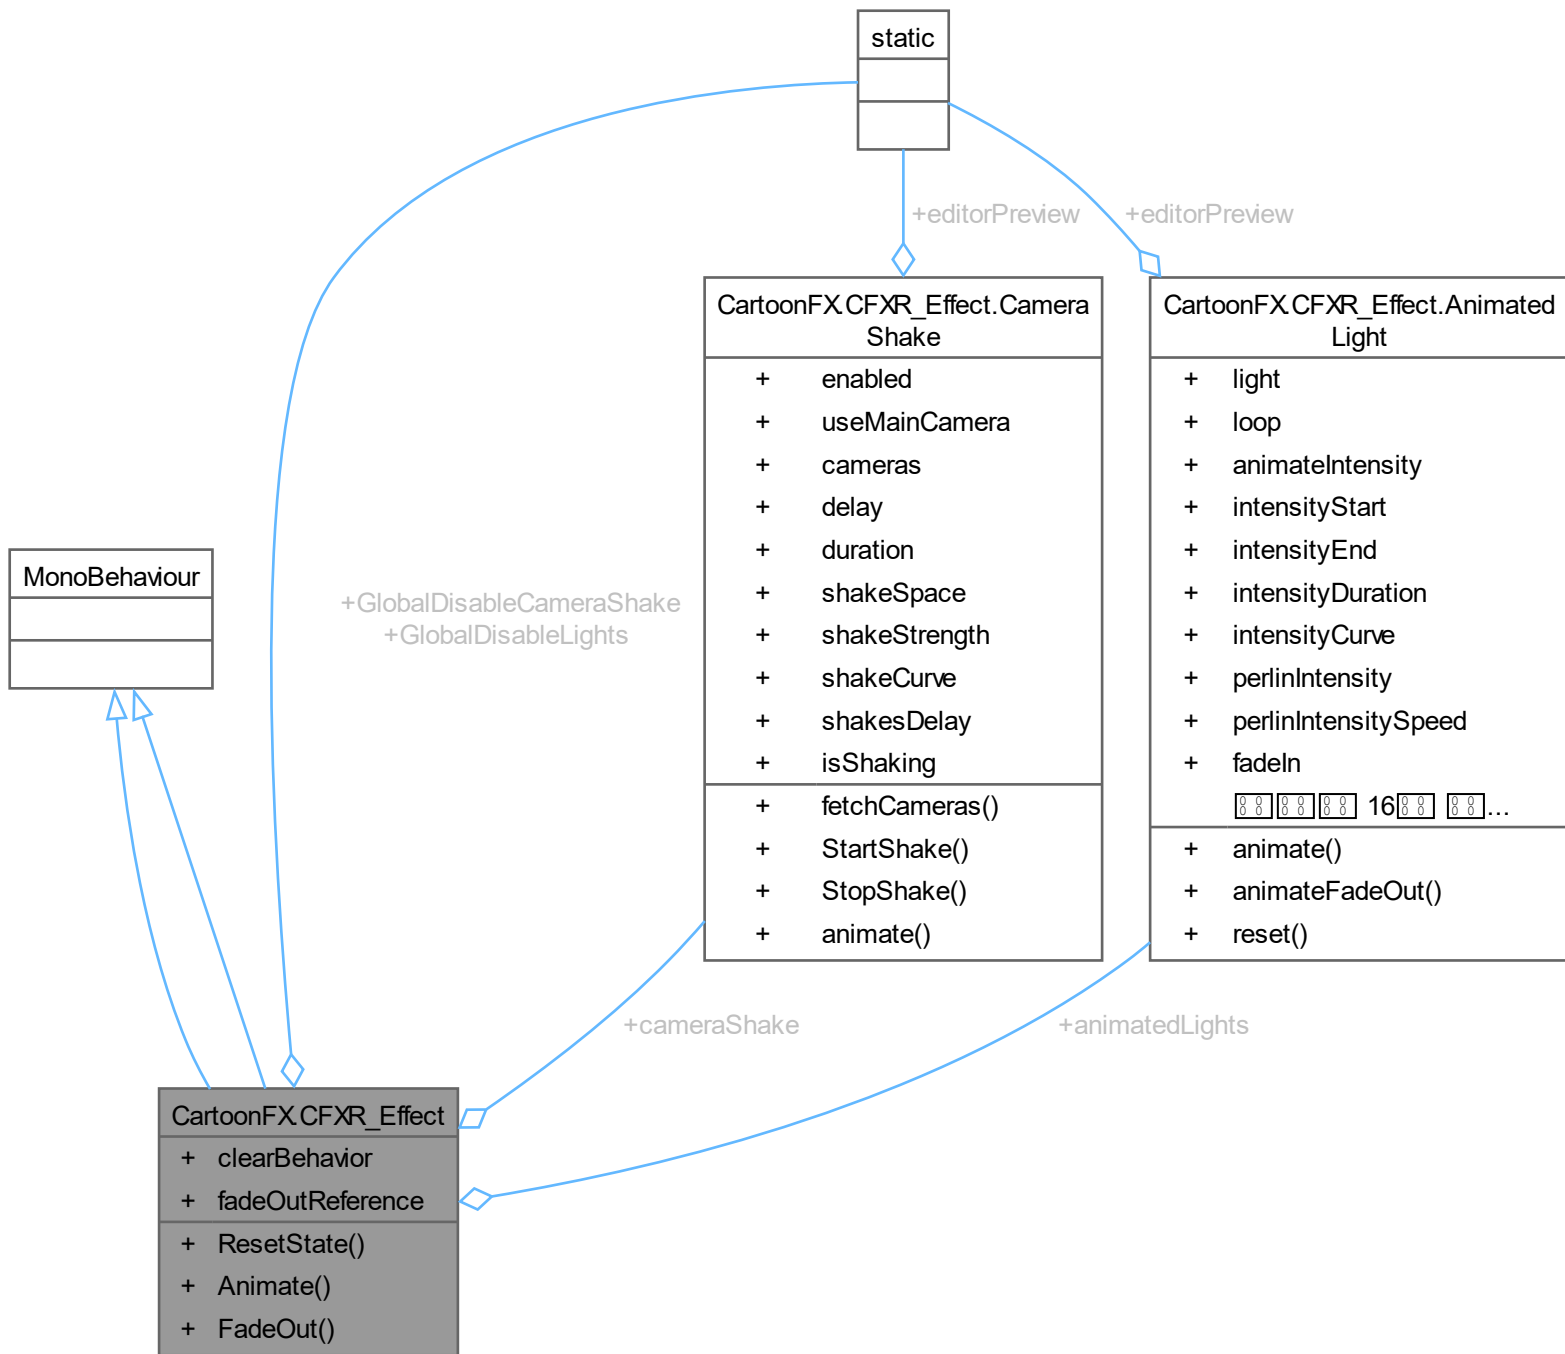 static
+editorPreview
+editorPreview
CartoonFX.CFXR_Effect.Camera
Shake
+ enabled
+ useMainCamera
+ cameras
+ delay
+ duration
+ shakeSpace
+ shakeStrength
+ shakeCurve
+ shakesDelay
+ isShaking
+ fetchCameras()
+ StartShake()
+ StopShake()
+ animate()
CartoonFX.CFXR_Effect.Animated
Light
+ light
+ loop
+ animateIntensity
+ intensityStart
+ intensityEnd
+ intensityDuration
+ intensityCurve
+ perlinIntensity
+ perlinIntensitySpeed
+ fadeIn
16 ...
+ animate()
+ animateFadeOut()
+ reset()
MonoBehaviour
+GlobalDisableCameraShake
+GlobalDisableLights
+cameraShake
+animatedLights
CartoonFX.CFXR_Effect
+ clearBehavior
+ fadeOutReference
+ ResetState()
+ Animate()
+ FadeOut()